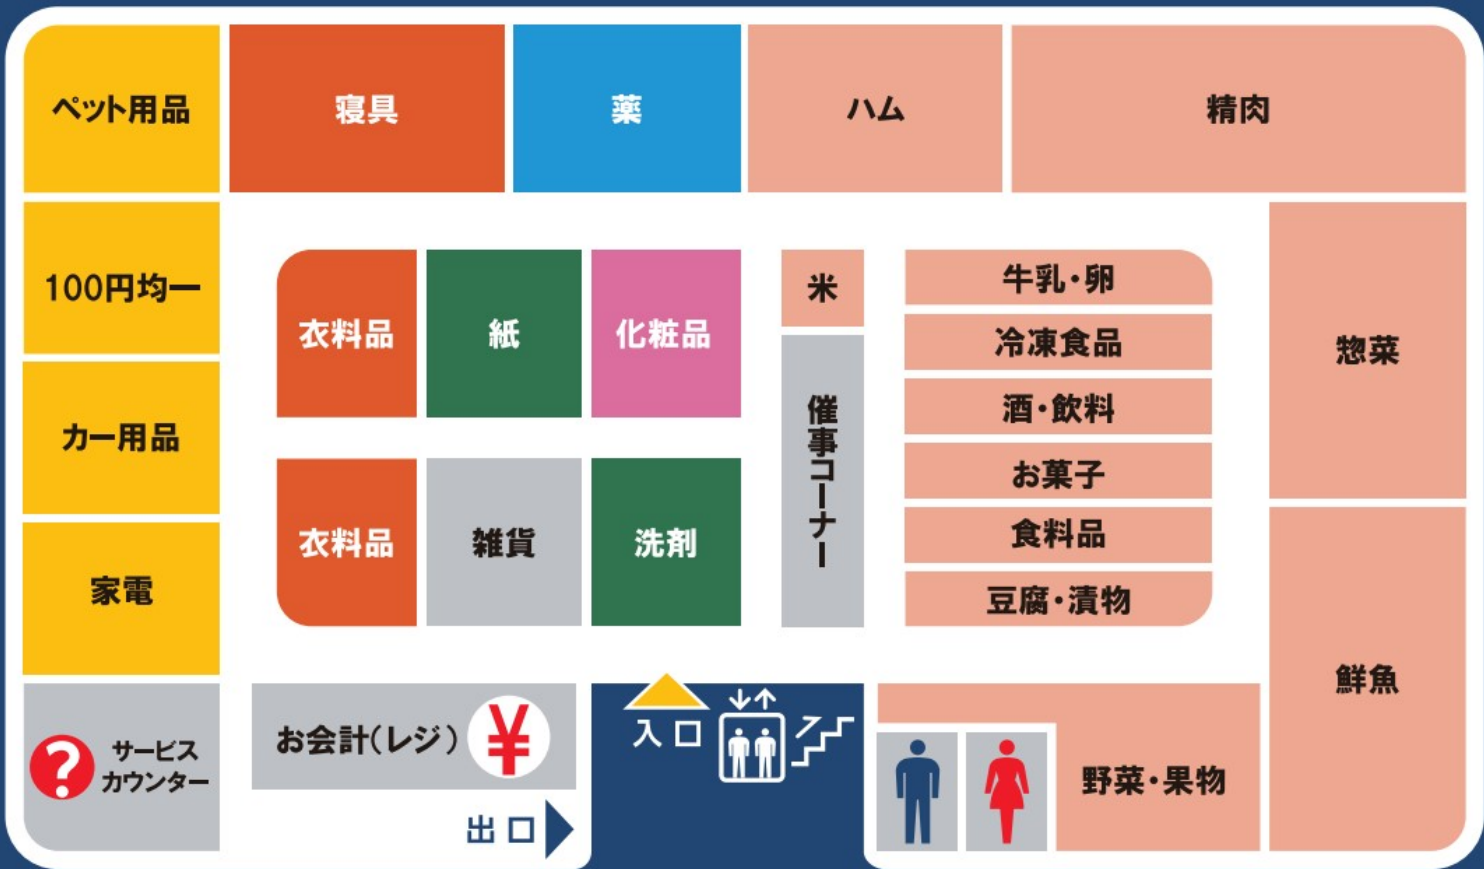 ペット用品
寝具
薬
ハム
精肉
100円均一
衣料品
紙
化粧品
米
牛乳・卵
冷凍食品
酒・飲料
お菓子
食料品
豆腐・漬物
惣菜
カー用品
催事コーナー
家電
衣料品
雑貨
洗剤
鮮魚
?
サービス
カウンター
お会計(レジ)
¥
入口
野菜・果物
出口